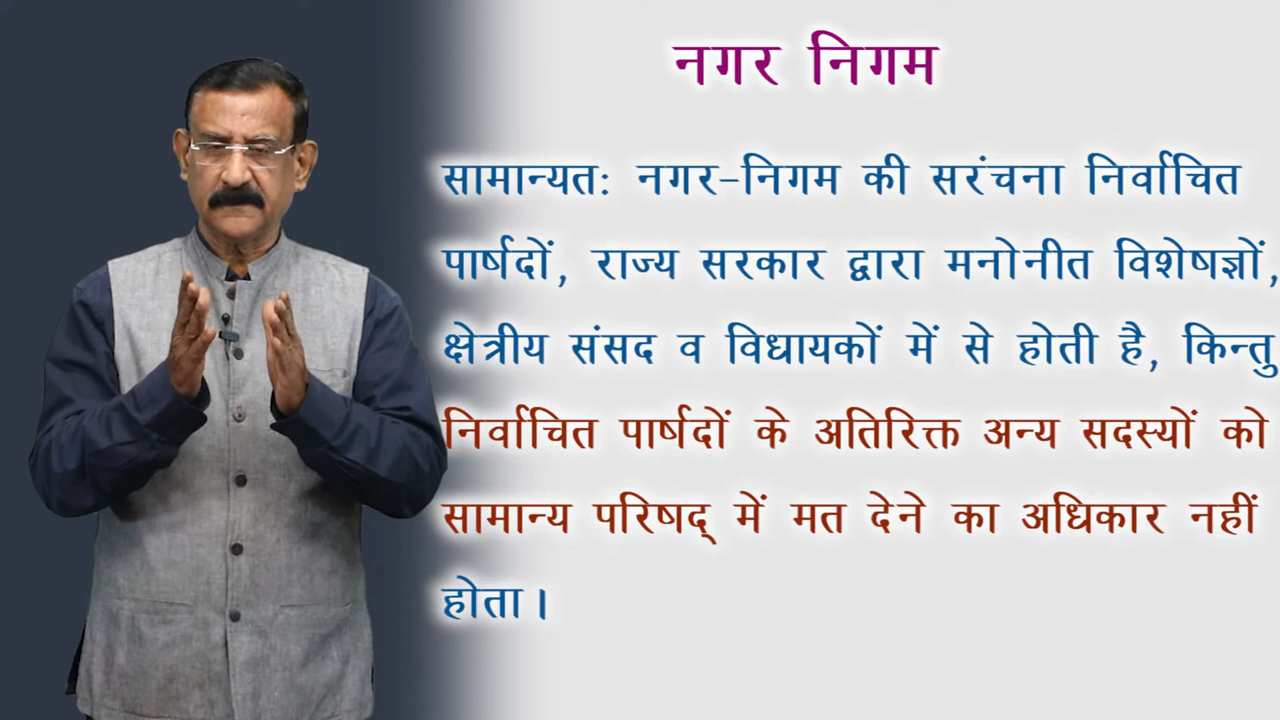 नगर निगम
सामान्यत: नगर-निगम की सरंचना निर्वाचित
पार्षदों, राज्य सरकार द्वारा मनोनीत विशेषज्ञों,
क्षेत्रीय संसद व विधायकों में से होती है, किन्तु
निर्वाचित पार्षदों के अतिरिक्त अन्य सदस्यों को
सामान्य परिषद् में मत देने का अधिकार नहीं
होता।